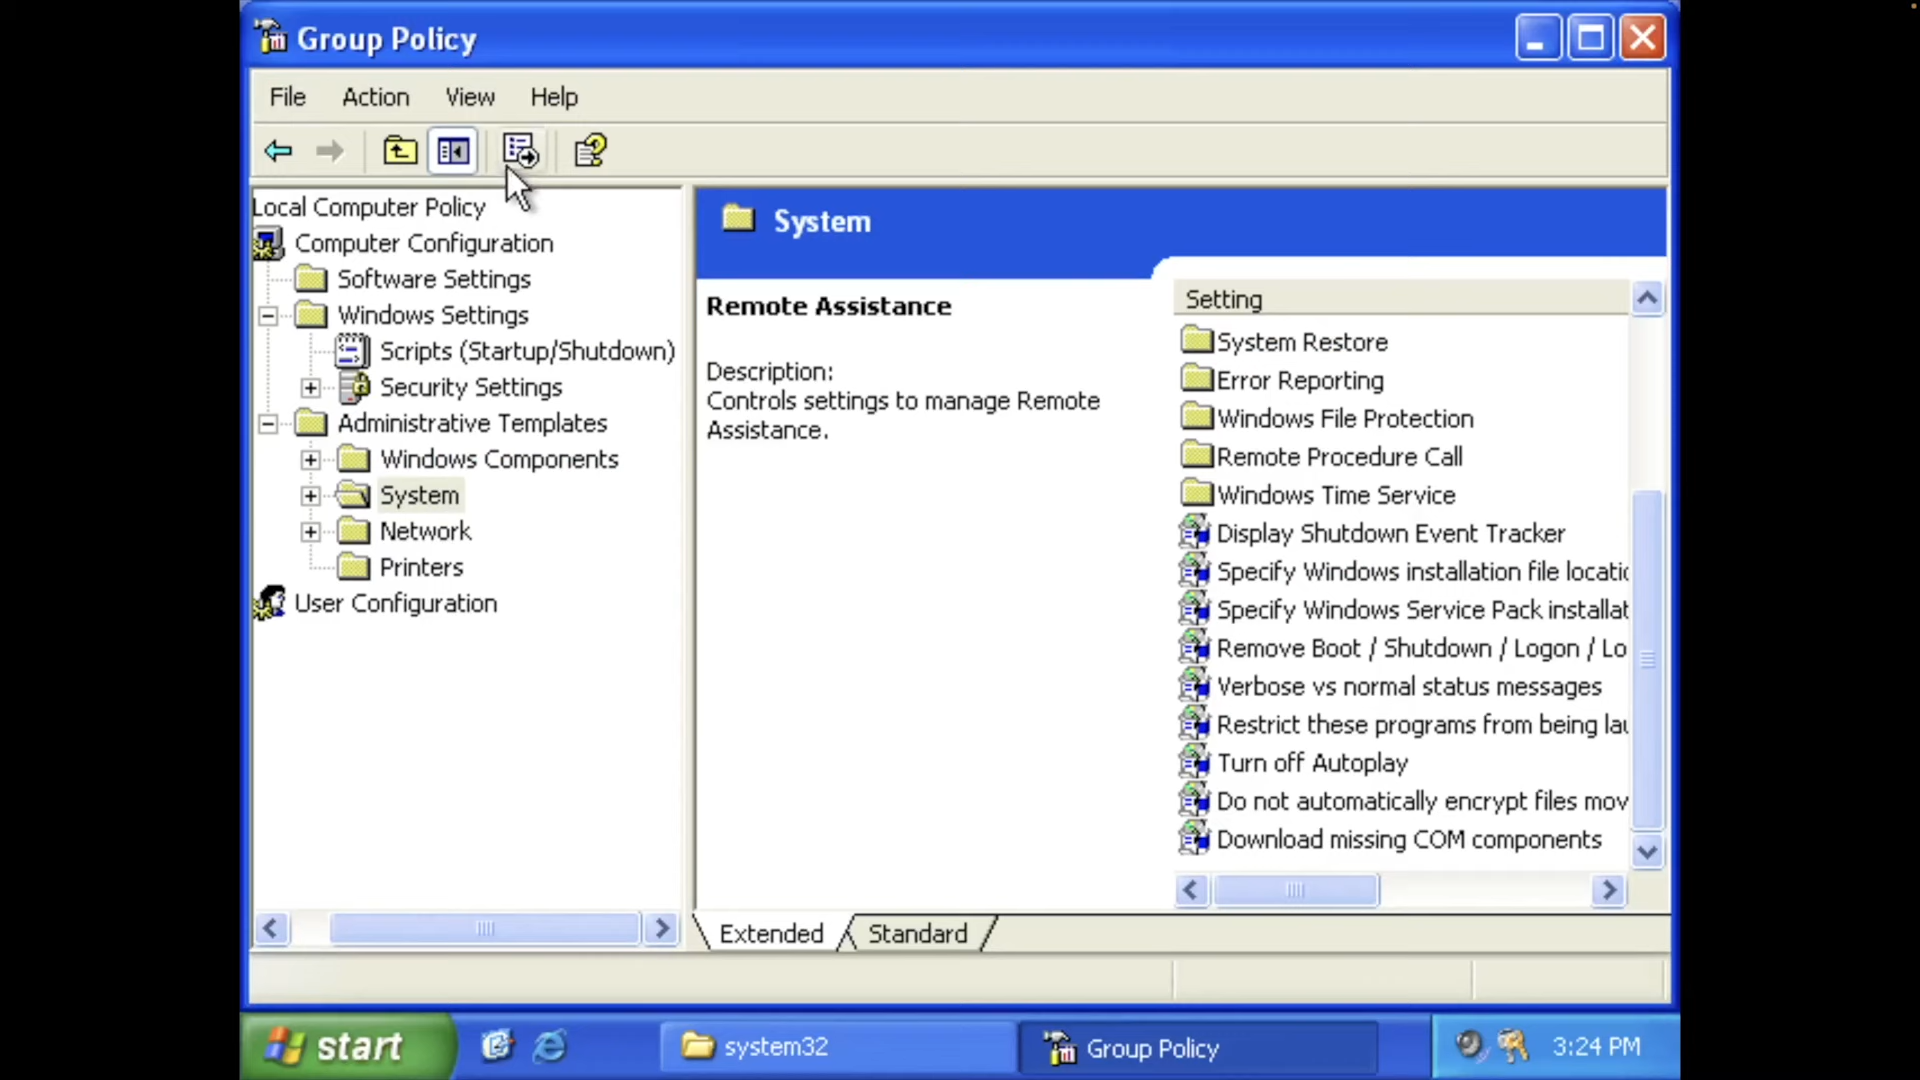 Group Policy
File Action View Help
Local Computer Policy
Computer Configuration
Software Settings
Windows Settings
Scripts (Startup/Shutdown)
Security Settings
Administrative Templates
Windows Components
System
Network
Printers
User Configuration
System
Remote Assistance
Description:
Controls settings to manage Remote
Assistance.
Setting
System Restore
Error Reporting
Windows File Protection
Remote Procedure Call
Windows Time Service
Display Shutdown Event Tracker
Specify Windows installation file locatio
Specify Windows Service Pack installat
Remove Boot / Shutdown / Logon / Lo
Verbose vs normal status messages
Restrict these programs from being lau
Turn off Autoplay
Do not automatically encrypt files mov
Download missing COM components
Extended Standard
start system32 Group Policy 3:24 PM